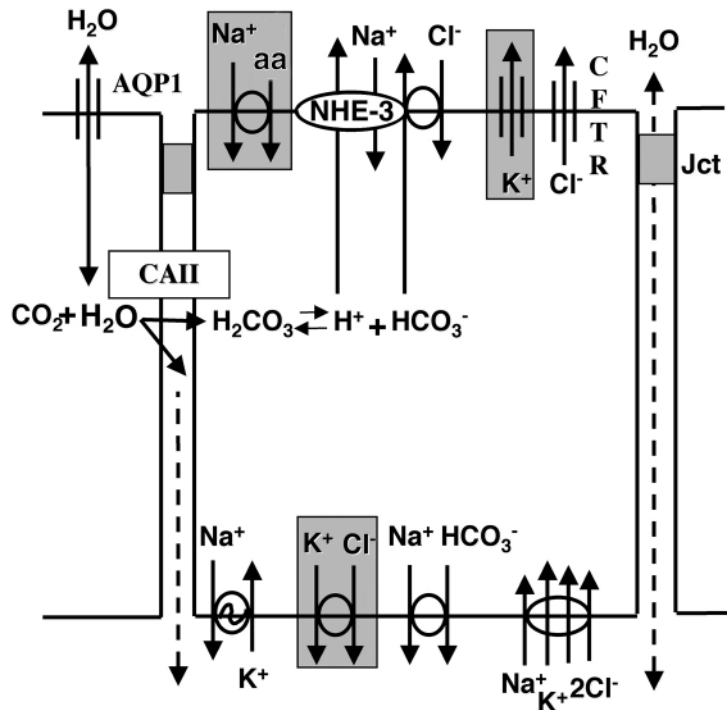 H₂O
Na⁺
aa
Na⁺
Cl⁻
H₂O
AQP1
NHE-3
K⁺
Cl⁻
CFTR
Jct
CAII
CO₂+H₂O
H₂CO₃
H⁺ + HCO₃⁻
Na⁺
K⁺ Cl⁻
Na⁺ HCO₃⁻
K⁺
Na⁺ K⁺ 2Cl⁻